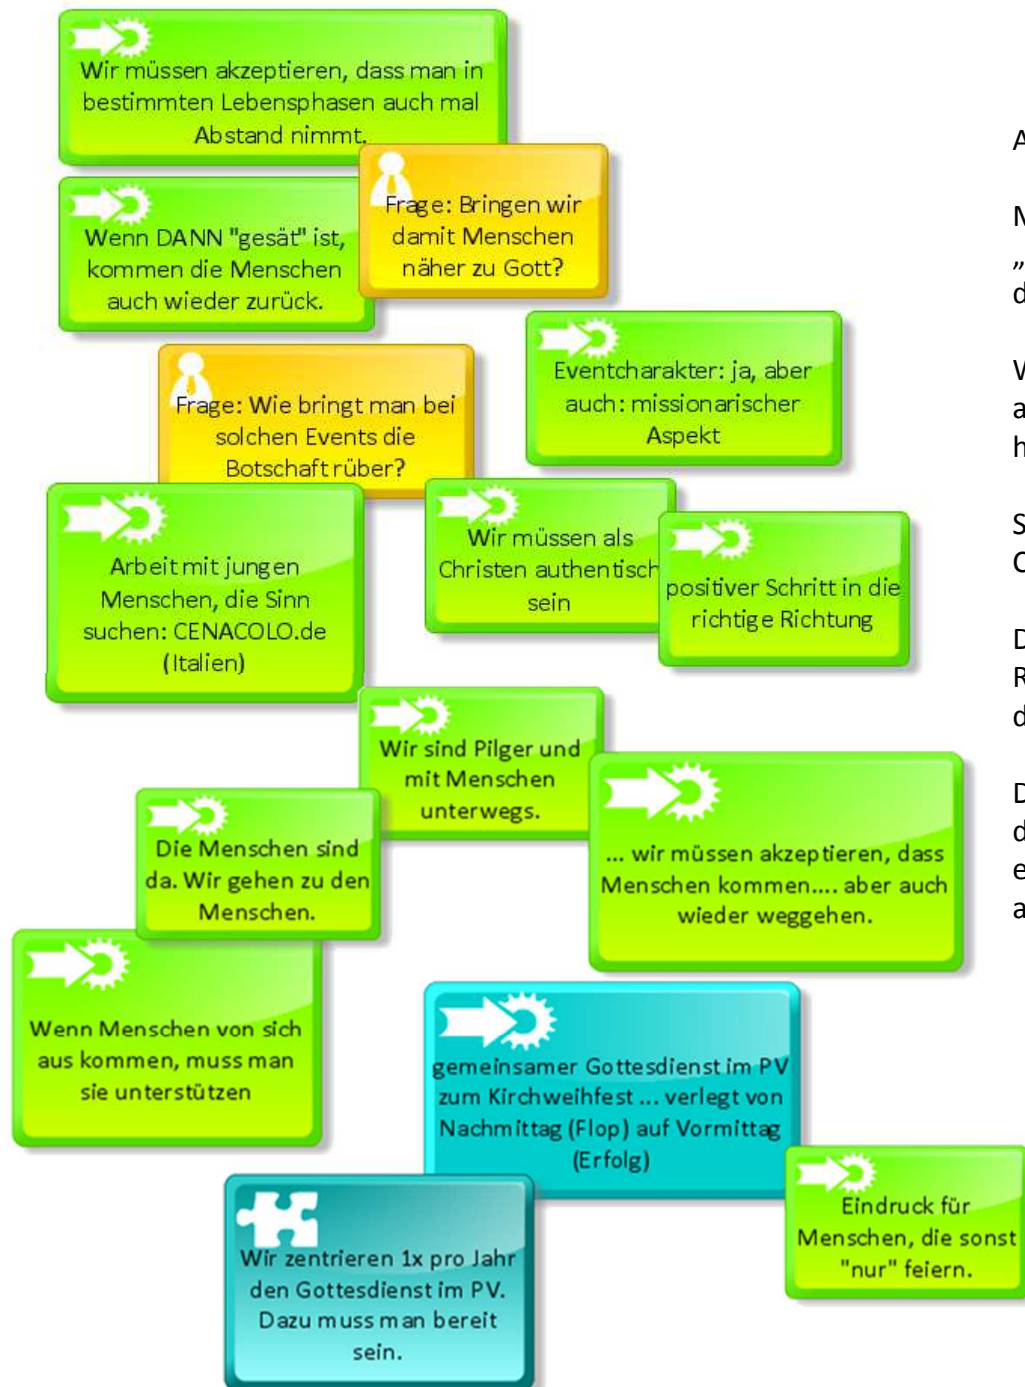 Wir müssen akzeptieren, dass man in
bestimmten Lebensphasen auch mal
Abstand nimmt.
Frage: Bringen wir
damit Menschen
näher zu Gott?
Wenn DANN "gesät" ist,
kommen die Menschen
auch wieder zurück.
Eventcharakter: ja, aber
auch: missionarischer
Aspekt
Frage: Wie bringt man bei
solchen Events die
Botschaft rüber?
Arbeit mit jungen
Menschen, die Sinn
suchen: CENACOLO.de
(Italien)
Wir müssen als
Christen authentisch
sein
positiver Schritt in die
richtige Richtung
Wir sind Pilger und
mit Menschen
unterwegs.
Die Menschen sind
da. Wir gehen zu den
Menschen.
... wir müssen akzeptieren, dass
Menschen kommen.... aber auch
wieder weggehen.
Wenn Menschen von sich
aus kommen, muss man
sie unterstützen
gemeinsamer Gottesdienst im PV
zum Kirchweihfest ... verlegt von
Nachmittag (Flop) auf Vormittag
(Erfolg)
Eindruck für
Menschen, die sonst
"nur" feiern.
Wir zentrieren 1x pro Jahr
den Gottesdienst im PV.
Dazu muss man bereit
sein.